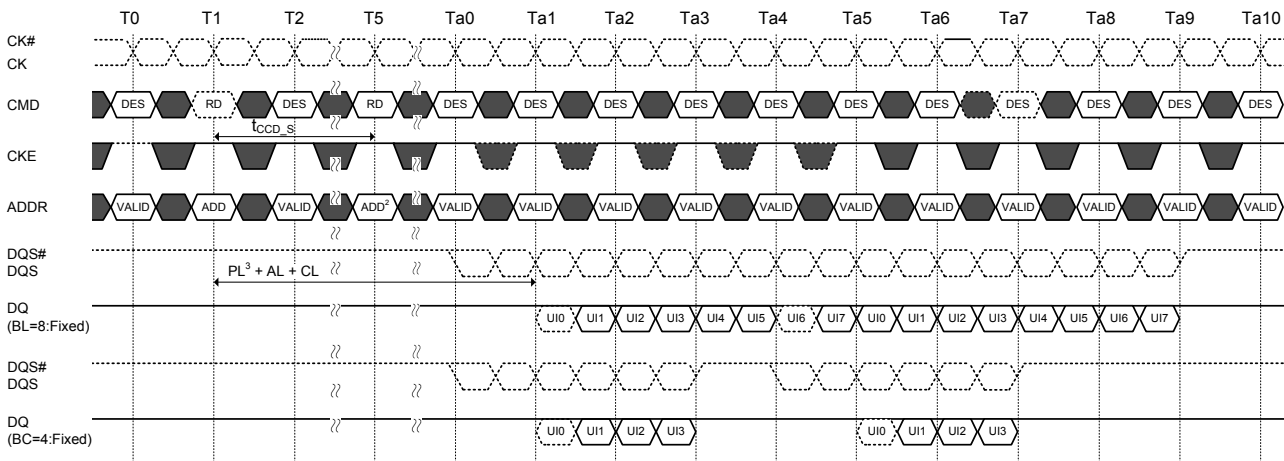 T0 T1 T2 T5 Ta0 Ta1 Ta2 Ta3 Ta4 Ta5 Ta6 Ta7 Ta8 Ta9 Ta10
CK#
CK
CMD DES RD DES RD DES DES DES DES DES DES DES DES DES DES DES
tCCD_S
CKE
ADDR VALID ADD VALID ADD² VALID VALID VALID VALID VALID VALID VALID VALID VALID VALID VALID
DQS#
DQS
PL³ + AL + CL
DQ
(BL=8:Fixed)
UI0 UI1 UI2 UI3 UI4 UI5 UI6 UI7 UI0 UI1 UI2 UI3 UI4 UI5 UI6 UI7
DQS#
DQS
DQ
(BC=4:Fixed)
UI0 UI1 UI2 UI3 UI0 UI1 UI2 UI3